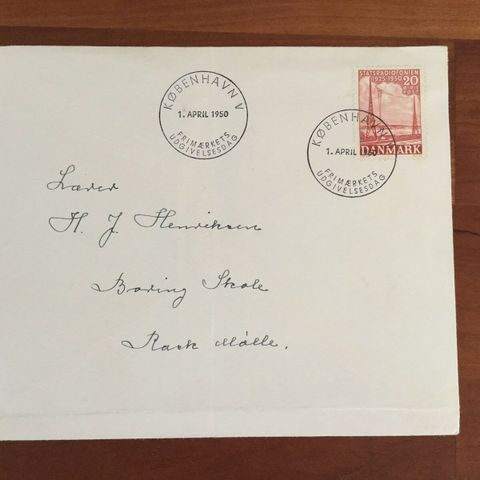 KØBENHAVN V
1. APRIL 1950
FRIMÆRKETS
UDGIVELSESDAG
STATSRADIOFONIEN
1925-1950 20
DANMARK
KØBENHAVN V
1. APRIL 1950
FRIMÆRKETS
UDGIVELSESDAG
Lærer
H. J. Henriksen
Boring Skole
Rask Mølle.